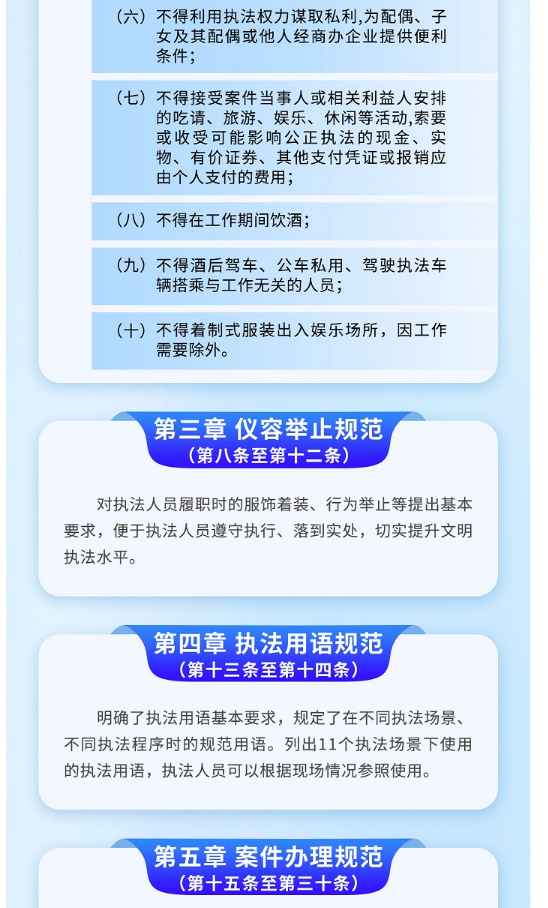 （六）不得利用执法权力谋取私利,为配偶、子
女及其配偶或他人经商办企业提供便利
条件；
（七）不得接受案件当事人或相关利益人安排
的吃请、旅游、娱乐、休闲等活动,索要
或收受可能影响公正执法的现金、实
物、有价证券、其他支付凭证或报销应
由个人支付的费用；
（八）不得在工作期间饮酒；
（九）不得酒后驾车、公车私用、驾驶执法车
辆搭乘与工作无关的人员；
（十）不得着制式服装出入娱乐场所，因工作
需要除外。
第三章 仪容举止规范
（第八条至第十二条）
对执法人员履职时的服饰着装、行为举止等提出基本
要求，便于执法人员遵守执行、落到实处，切实提升文明
执法水平。
第四章 执法用语规范
（第十三条至第十四条）
明确了执法用语基本要求，规定了在不同执法场景、
不同执法程序时的规范用语。列出11个执法场景下使用
的执法用语，执法人员可以根据现场情况参照使用。
第五章 案件办理规范
（第十五条至第三十条）